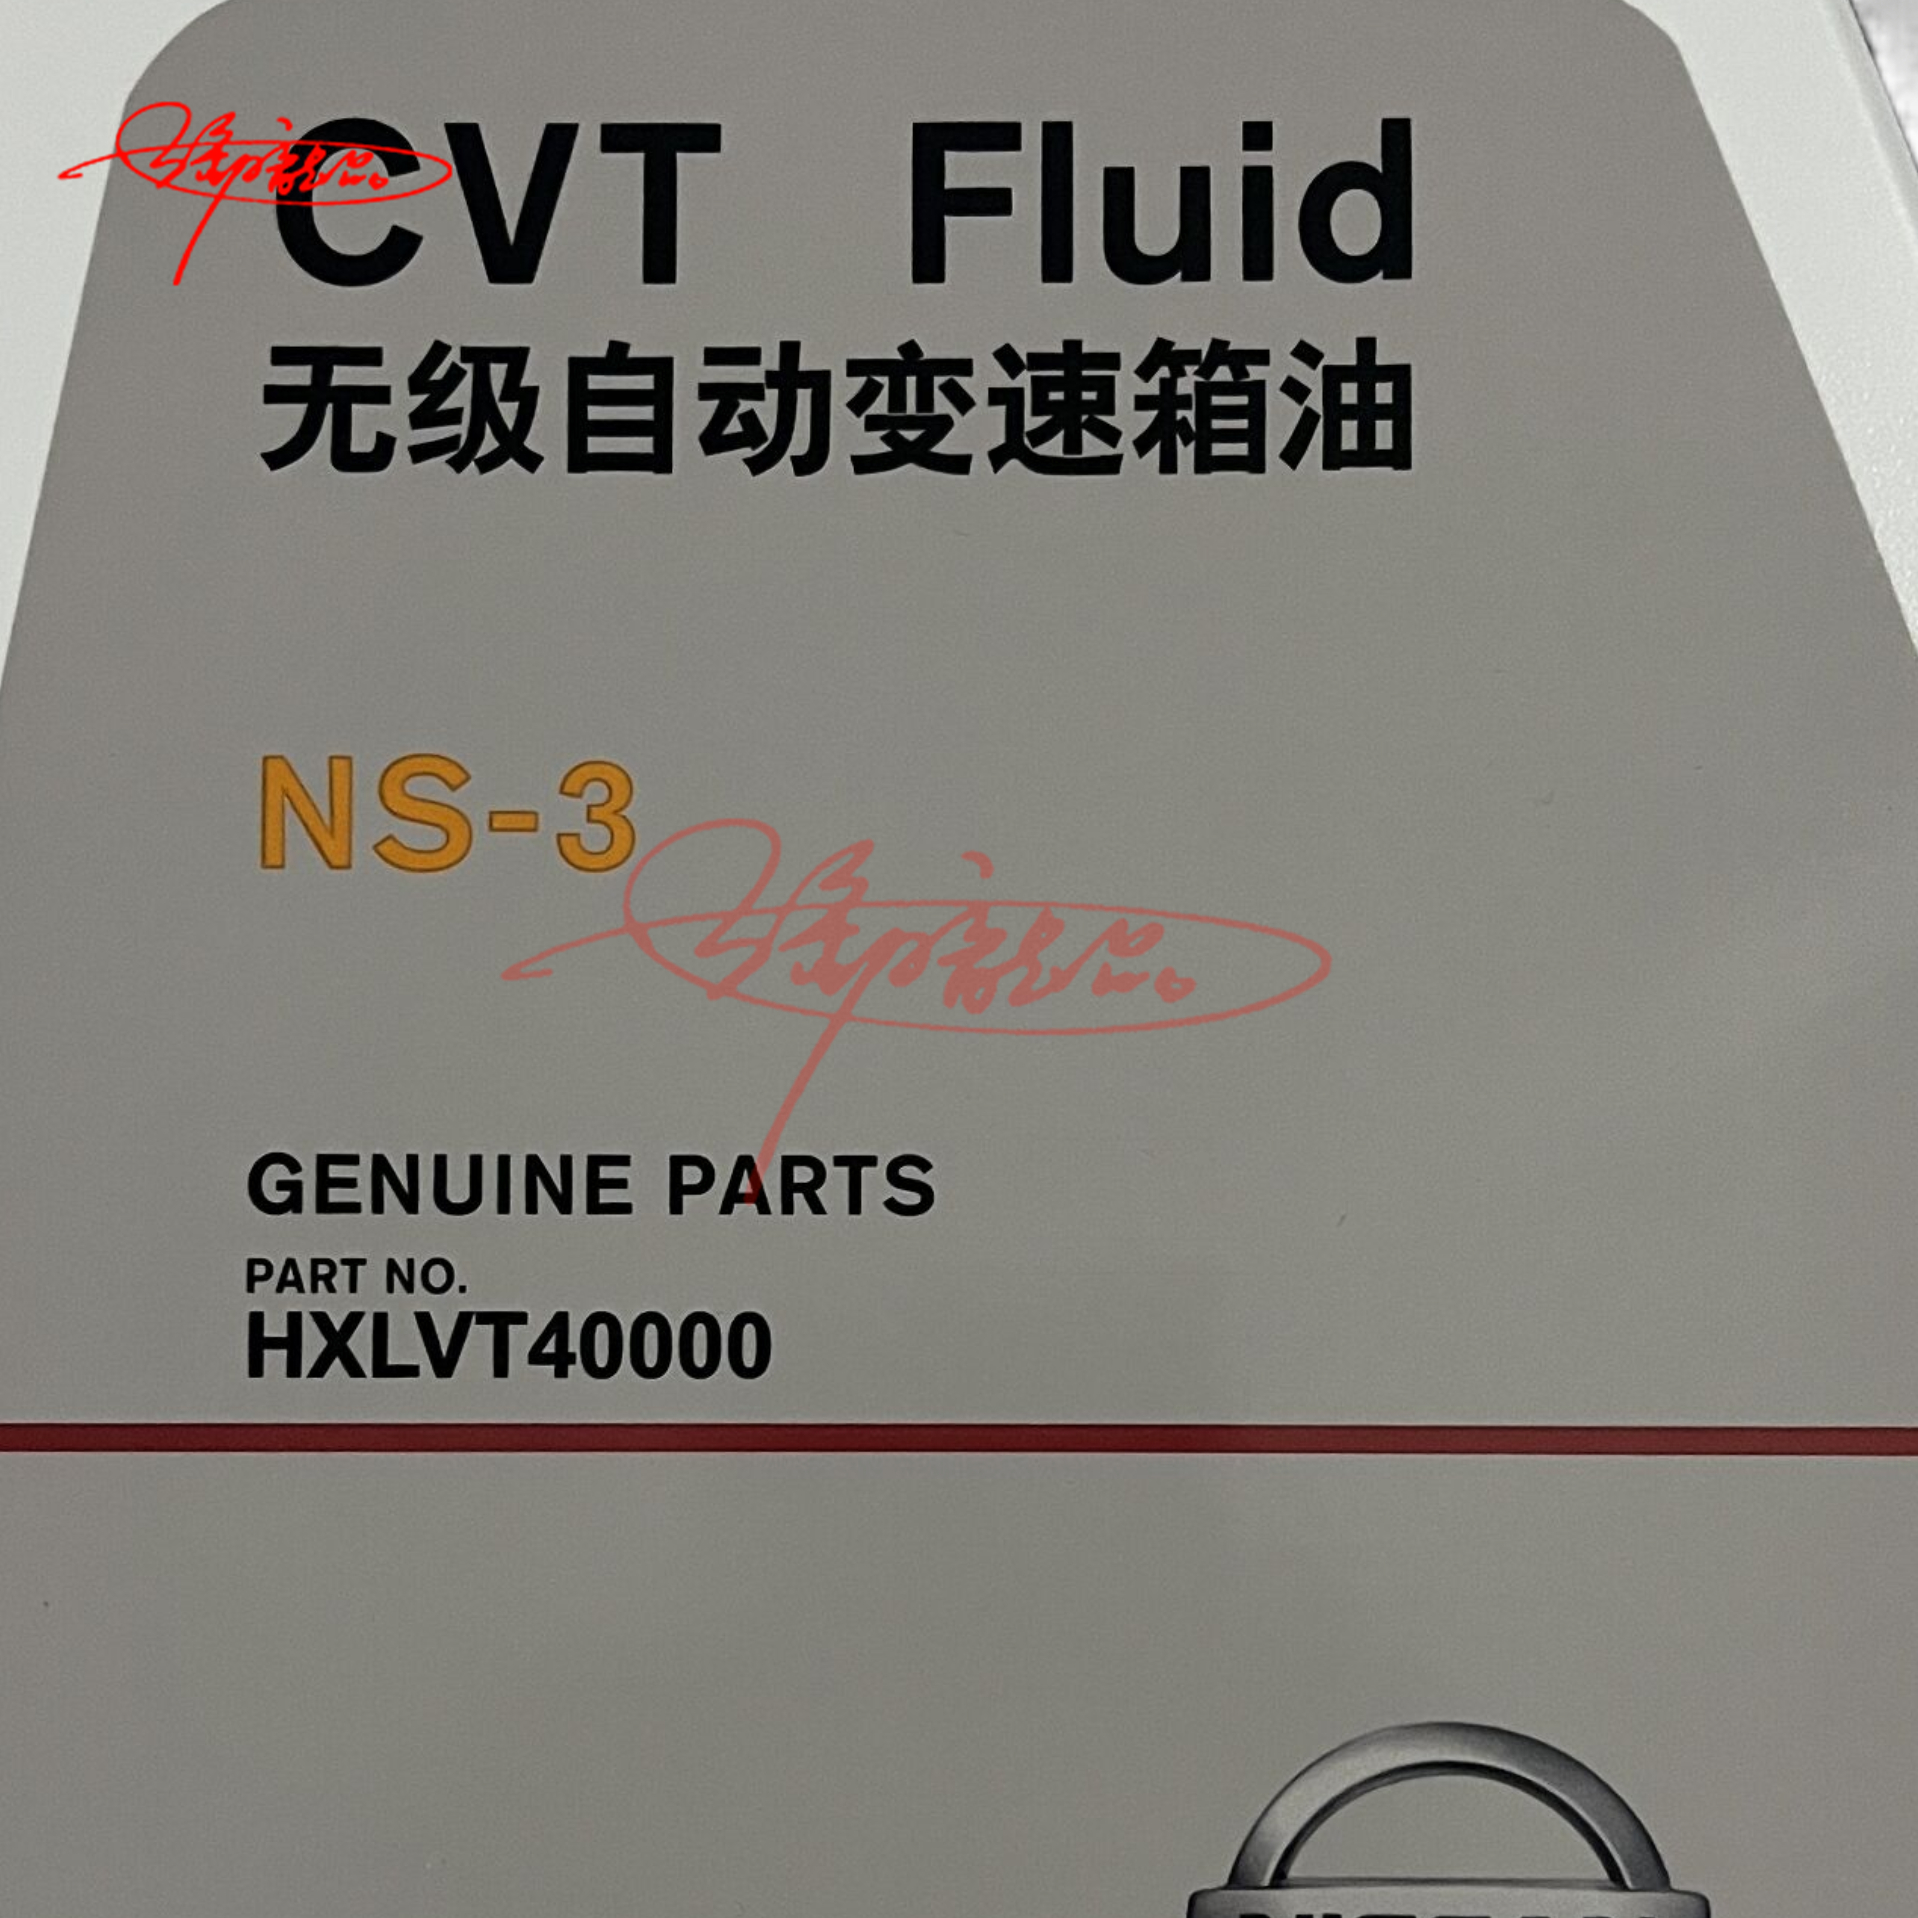 CVT Fluid
无级自动变速箱油
NS-3
GENUINE PARTS
PART NO.
HXLVT40000